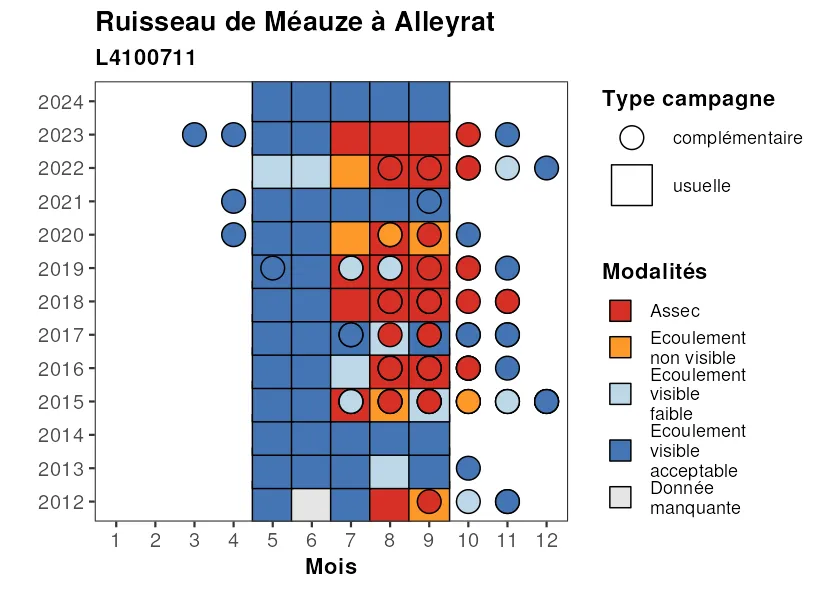 Ruisseau de Méauze à Alleyrat
L4100711
2024
2023
2022
2021
2020
2019
2018
2017
2016
2015
2014
2013
2012
1 2 3 4 5 6 7 8 9 10 11 12
Mois
Type campagne
complémentaire
usuelle
Modalités
Assec
Ecoulement
non visible
Ecoulement
visible
faible
Ecoulement
visible
acceptable
Donnée
manquante